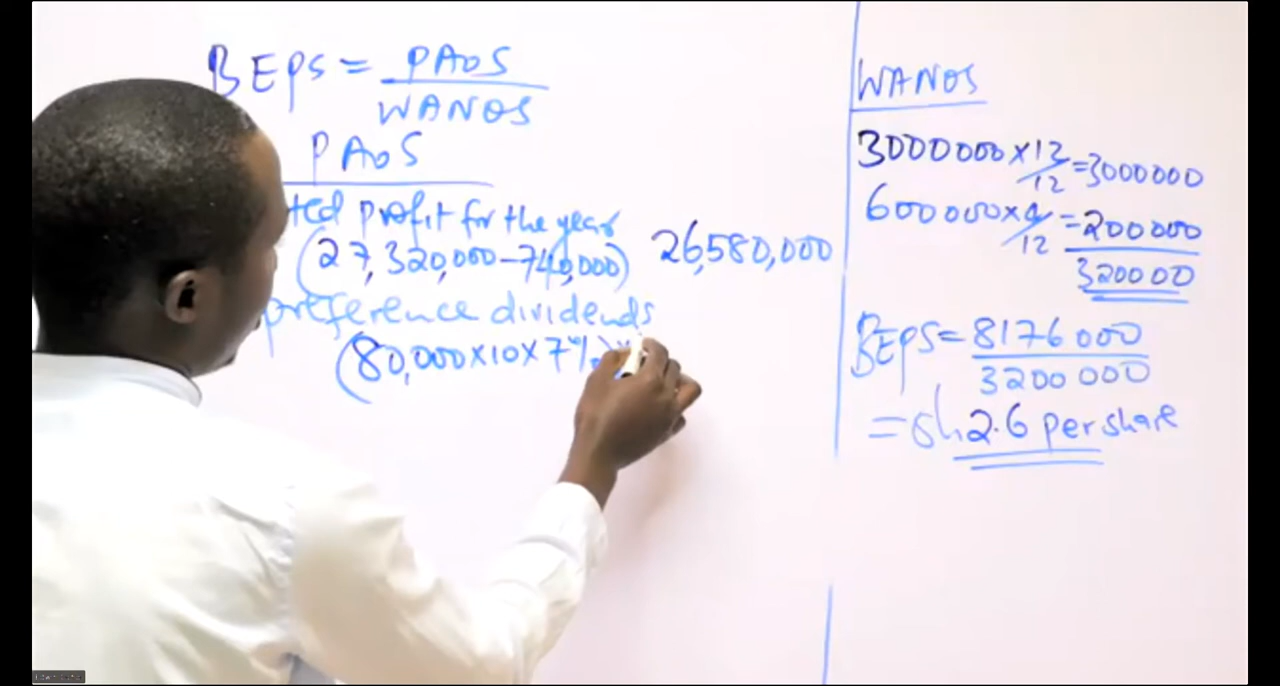 BEps = PAOS
WANOS
PAOS
ted profit for the year
(27,320,000 – 740,000) 26,580,000
preference dividends
(80,000×10×7%)
WANOS
3000000×12/12=3000000
600000×4/12=200000
320000
BEps= 8176000
3200000
= sh 2.6 per share